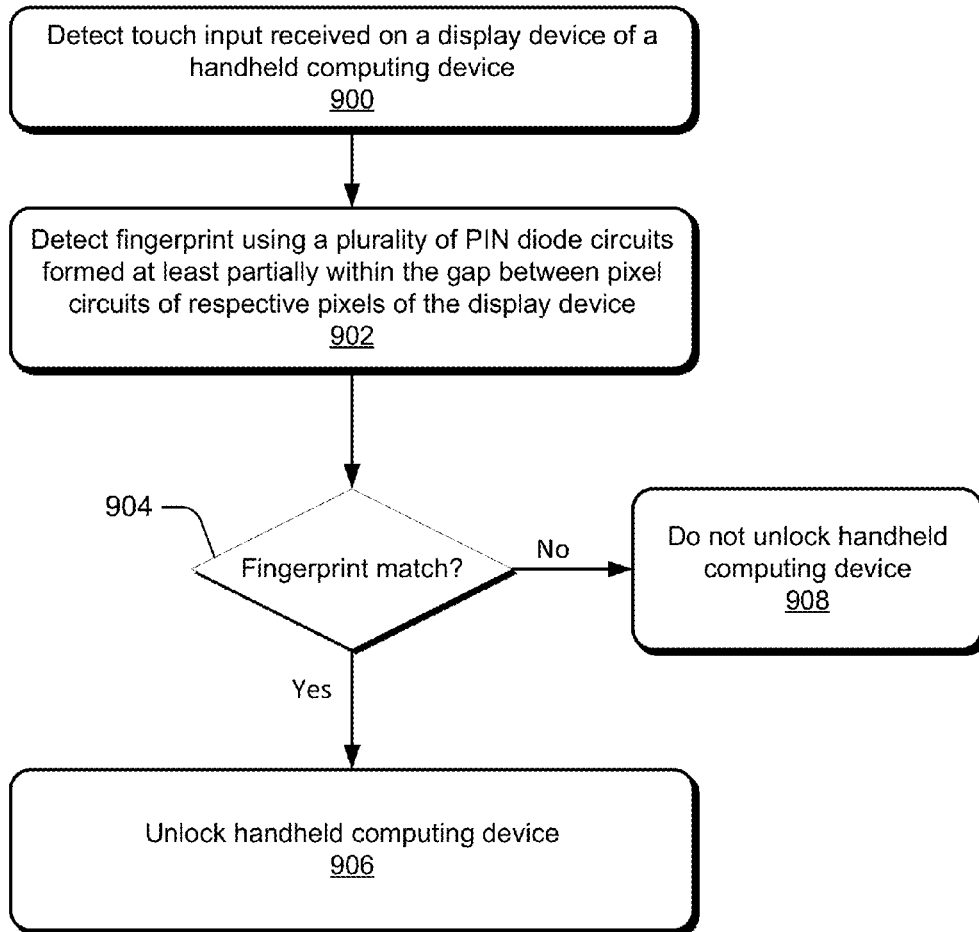 Detect touch input received on a display device of a
handheld computing device
900
Detect fingerprint using a plurality of PIN diode circuits
formed at least partially within the gap between pixel
circuits of respective pixels of the display device
902
904
Fingerprint match?
No
Do not unlock handheld
computing device
908
Yes
Unlock handheld computing device
906